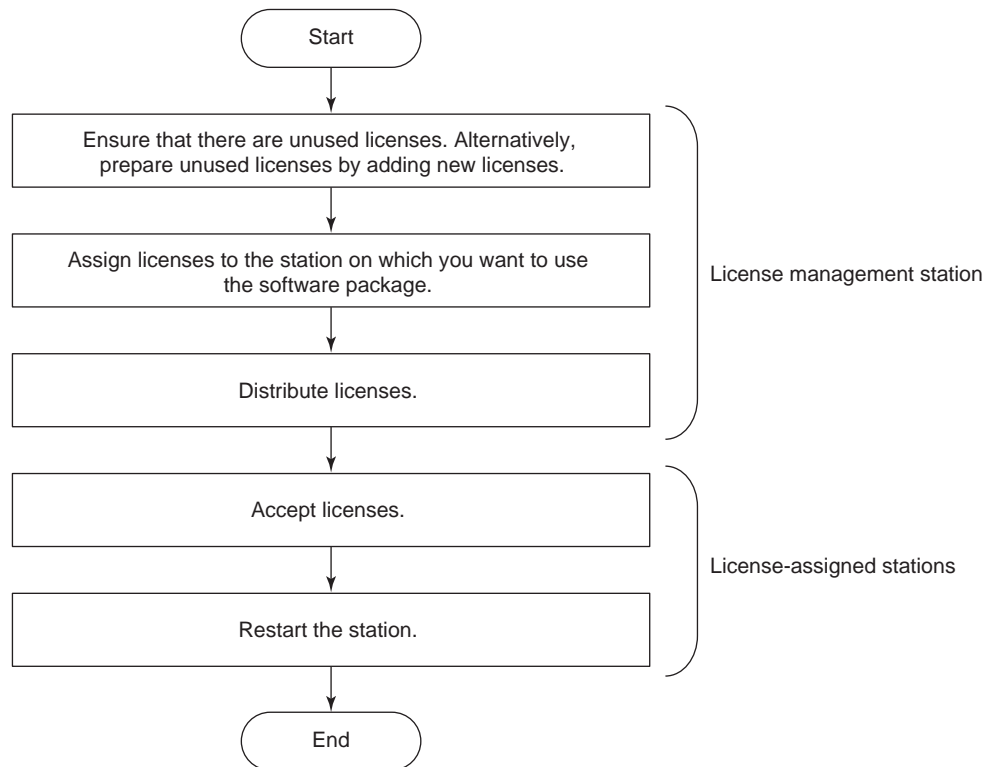 Start
Ensure that there are unused licenses. Alternatively,
prepare unused licenses by adding new licenses.
Assign licenses to the station on which you want to use
the software package.
License management station
Distribute licenses.
Accept licenses.
License-assigned stations
Restart the station.
End